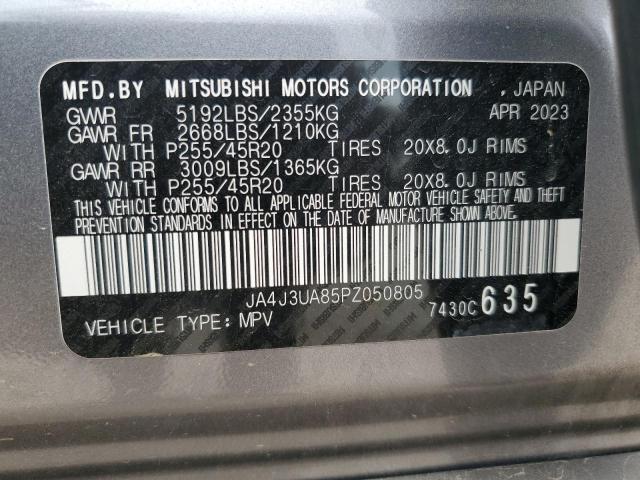 MFD.BY MITSUBISHI MOTORS CORPORATION , JAPAN
GWWR 5192LBS/2355KG APR 2023
GAWR FR 2668LBS/1210KG
WITH P255/45R20 TIRES 20X8.0J RIMS
GAWR RR 3009LBS/1365KG
WITH P255/45R20 TIRES 20X8.0J RIMS
THIS VEHICLE CONFORMS TO ALL APPLICABLE FEDERAL MOTOR VEHICLE SAFETY AND THEFT
PREVENTION STANDARDS IN EFFECT ON THE DATE OF MANUFACTURE SHOWN ABOVE.
JA4J3UA85PZ050805
7430C 635
VEHICLE TYPE: MPV